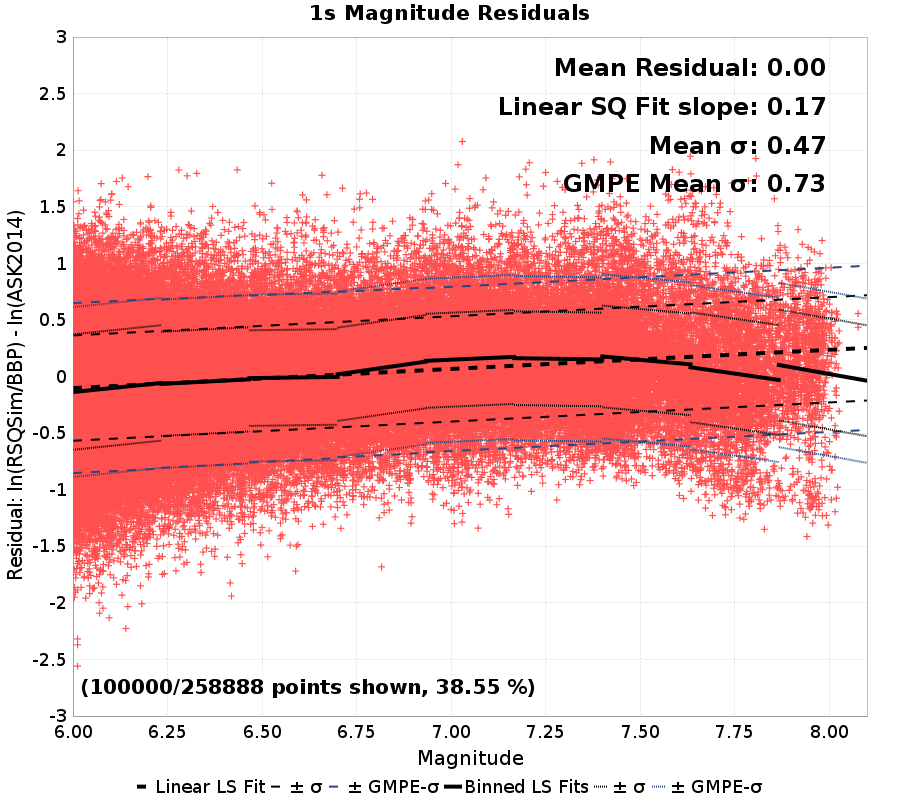 1s Magnitude Residuals
Mean Residual: 0.00
Linear SQ Fit slope: 0.17
Mean σ: 0.47
GMPE Mean σ: 0.73
Residual: ln(RSQSim/BBP) - ln(ASK2014)
3
2.5
2
1.5
1
0.5
0
-0.5
-1
-1.5
-2
-2.5
-3
(100000/258888 points shown, 38.55 %)
6.00 6.25 6.50 6.75 7.00 7.25 7.50 7.75 8.00
Magnitude
Linear LS Fit ± σ ± GMPE-σ Binned LS Fits ± σ ± GMPE-σ